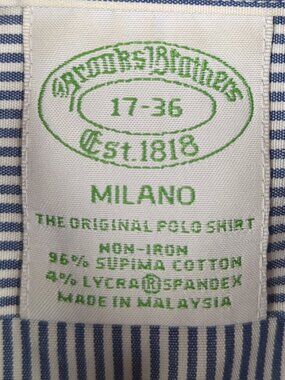 Brooks Brothers
17-36
Est. 1818
MILANO
THE ORIGINAL POLO SHIRT
NON-IRON
96% SUPIMA COTTON
4% LYCRA®SPANDEX
MADE IN MALAYSIA